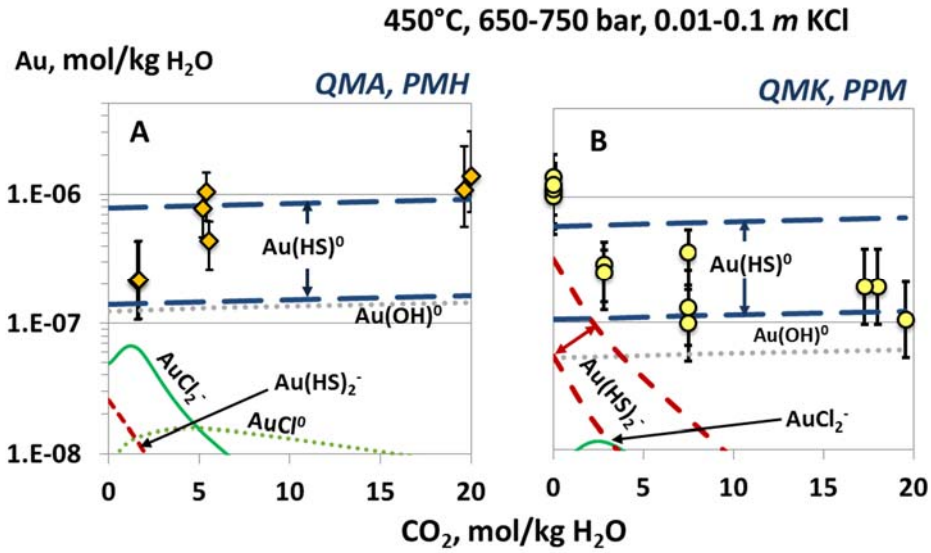 450°C, 650-750 bar, 0.01-0.1 m KCl
Au, mol/kg H₂O
QMA, PMH
QMK, PPM
A
B
1.E-06
1.E-07
1.E-08
Au(HS)⁰
Au(OH)⁰
AuCl₂⁻
Au(HS)₂⁻
AuCl⁰
Au(HS)⁰
Au(OH)⁰
Au(HS)₂⁻
AuCl₂⁻
0 5 10 15 20
0 5 10 15 20
CO₂, mol/kg H₂O